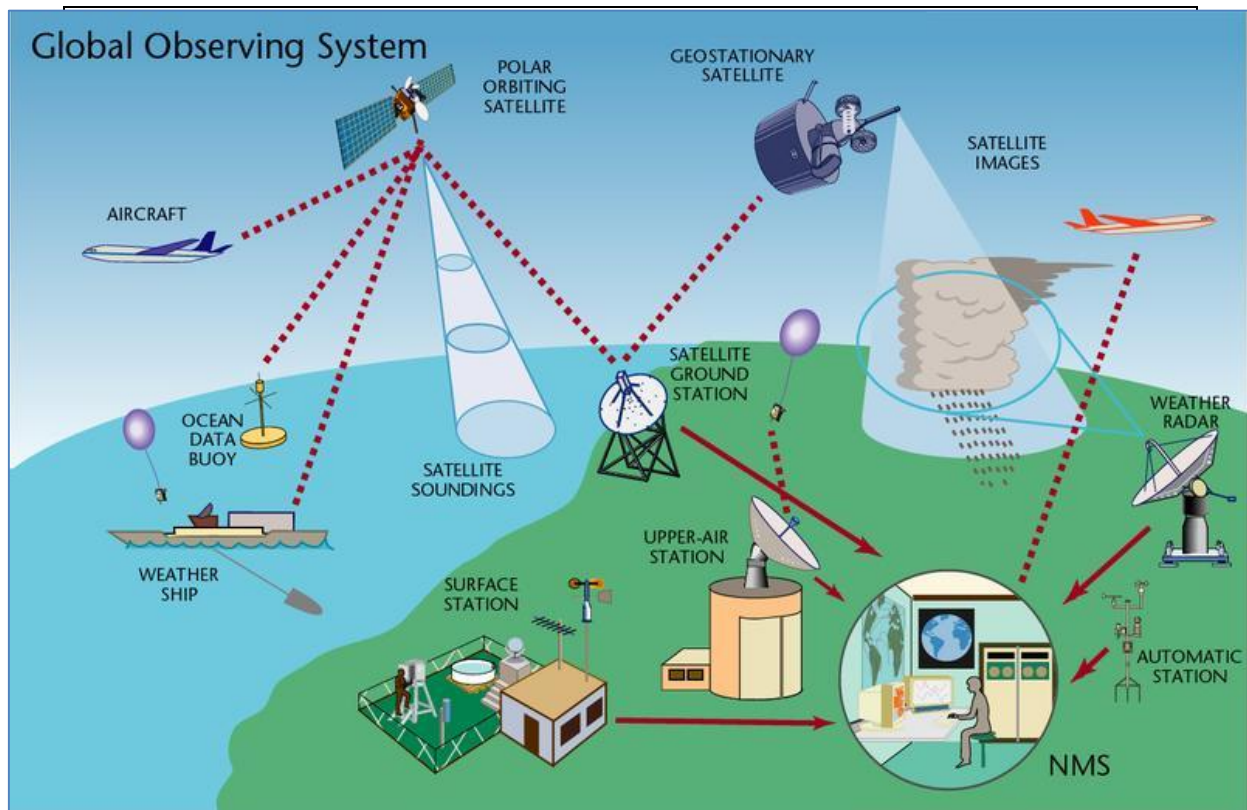 Global Observing System
POLAR
ORBITING
SATELLITE
GEOSTATIONARY
SATELLITE
SATELLITE
IMAGES
AIRCRAFT
SATELLITE
GROUND
STATION
WEATHER
RADAR
OCEAN
DATA
BUOY
SATELLITE
SOUNDINGS
UPPER-AIR
STATION
WEATHER
SHIP
SURFACE
STATION
AUTOMATIC
STATION
NMS